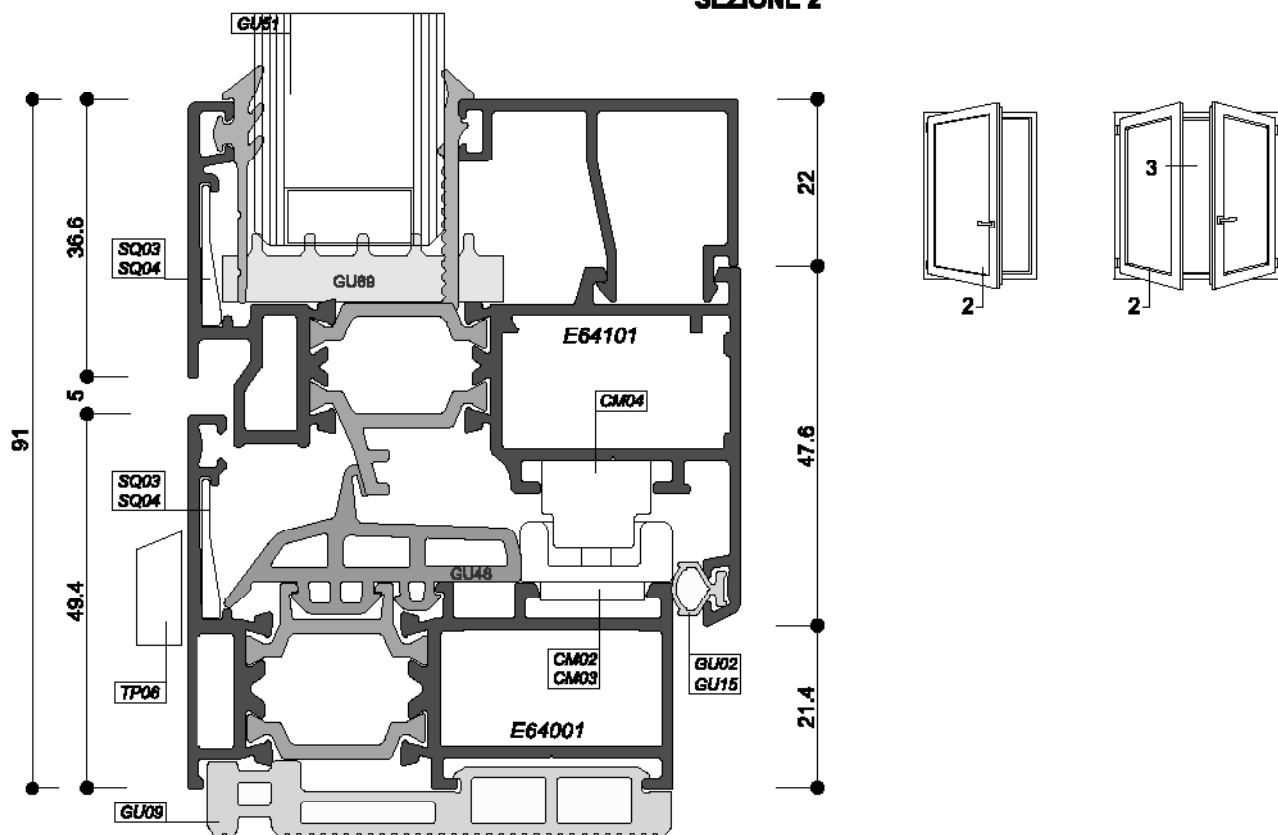 SEZIONE 2
GU51
36.6
SQ03
SQ04
GU89
E64101
22
3
2
2
5
91
CM04
47.6
SQ03
SQ04
GU48
49.4
CM02
CM03
GU02
GU15
TP06
E64001
21.4
GU09